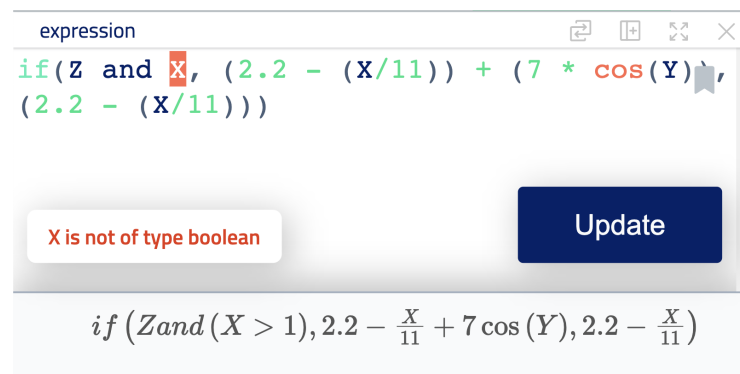 expression
if(Z and X, (2.2 - (X/11)) + (7 * cos(Y)),
(2.2 - (X/11)))
X is not of type boolean
Update
if (Zand (X > 1), 2.2 − X/11 + 7 cos (Y), 2.2 − X/11)